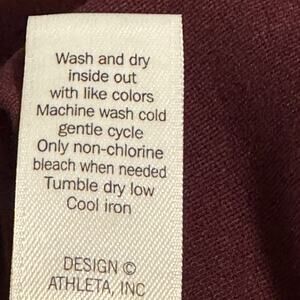 Wash and dry
inside out
with like colors
Machine wash cold
gentle cycle
Only non-chlorine
bleach when needed
Tumble dry low
Cool iron
DESIGN ©
ATHLETA, INC